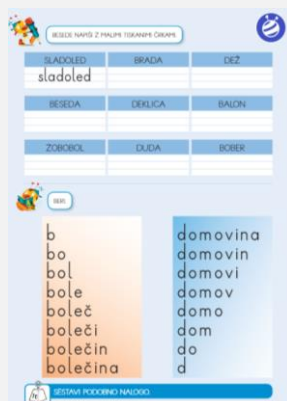 BESEDE NAPIŠI Z MALIMI TISKANIMI ČRKAMI.
SLADOLED BRADA DEŽ
sladoled
BESEDA DEKLICA BALON
ZOBOBOL DUDA BOBER
BERI.
b
bo
bol
bole
boleč
boleči
bolečin
bolečina
domovina
domovin
domovi
domov
domo
dom
do
d
SESTAVI PODOBNO NALOGO.